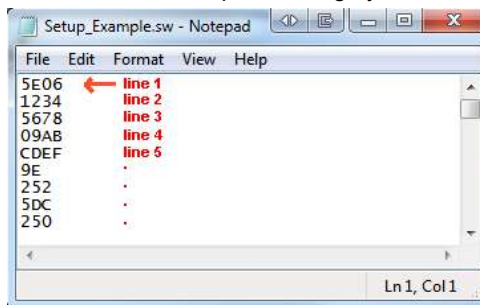 Setup_Example.sw - Notepad
File Edit Format View Help
5E06 line 1
1234 line 2
5678 line 3
09AB line 4
CDEF line 5
9E .
252 .
5DC .
250 .
Ln 1, Col 1